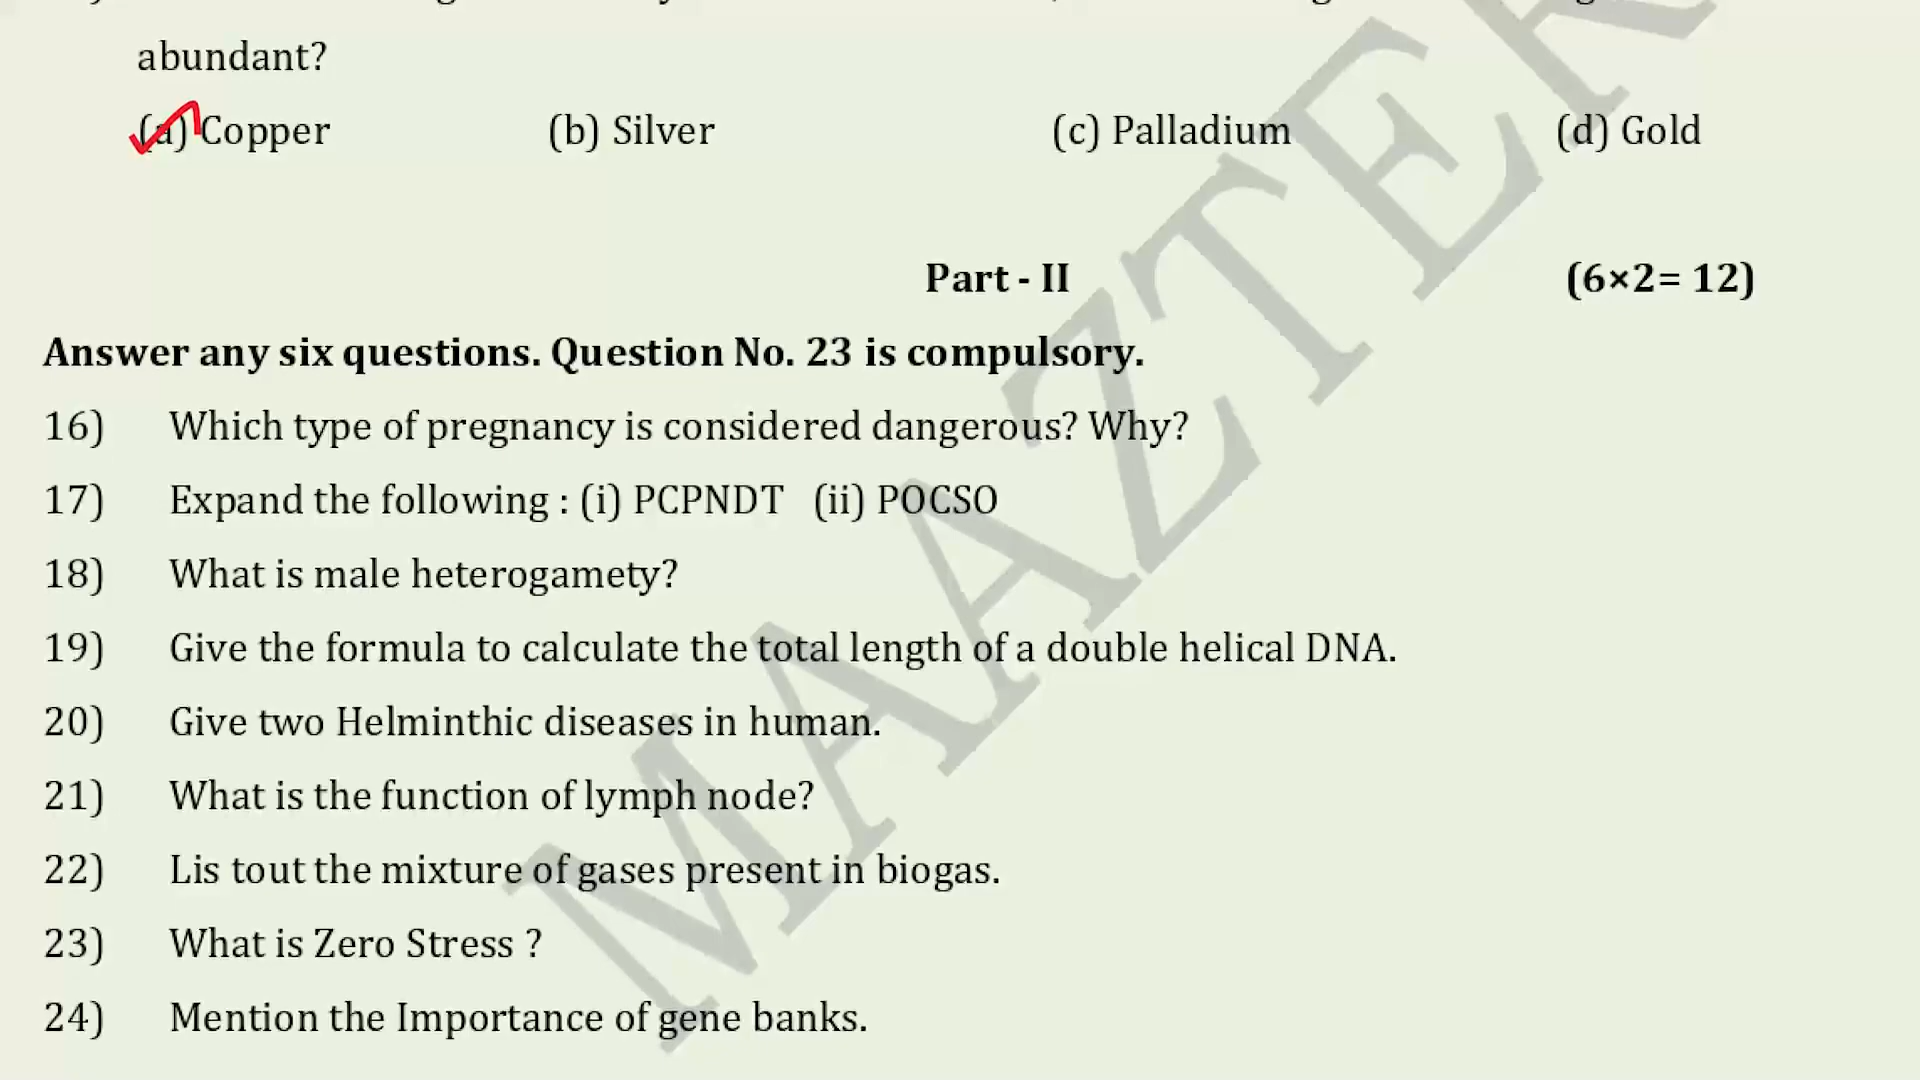 abundant?
(a) Copper (b) Silver (c) Palladium (d) Gold
Part - II (6×2= 12)
Answer any six questions. Question No. 23 is compulsory.
16) Which type of pregnancy is considered dangerous? Why?
17) Expand the following : (i) PCPNDT (ii) POCSO
18) What is male heterogamety?
19) Give the formula to calculate the total length of a double helical DNA.
20) Give two Helminthic diseases in human.
21) What is the function of lymph node?
22) Lis tout the mixture of gases present in biogas.
23) What is Zero Stress ?
24) Mention the Importance of gene banks.
MAAZTER